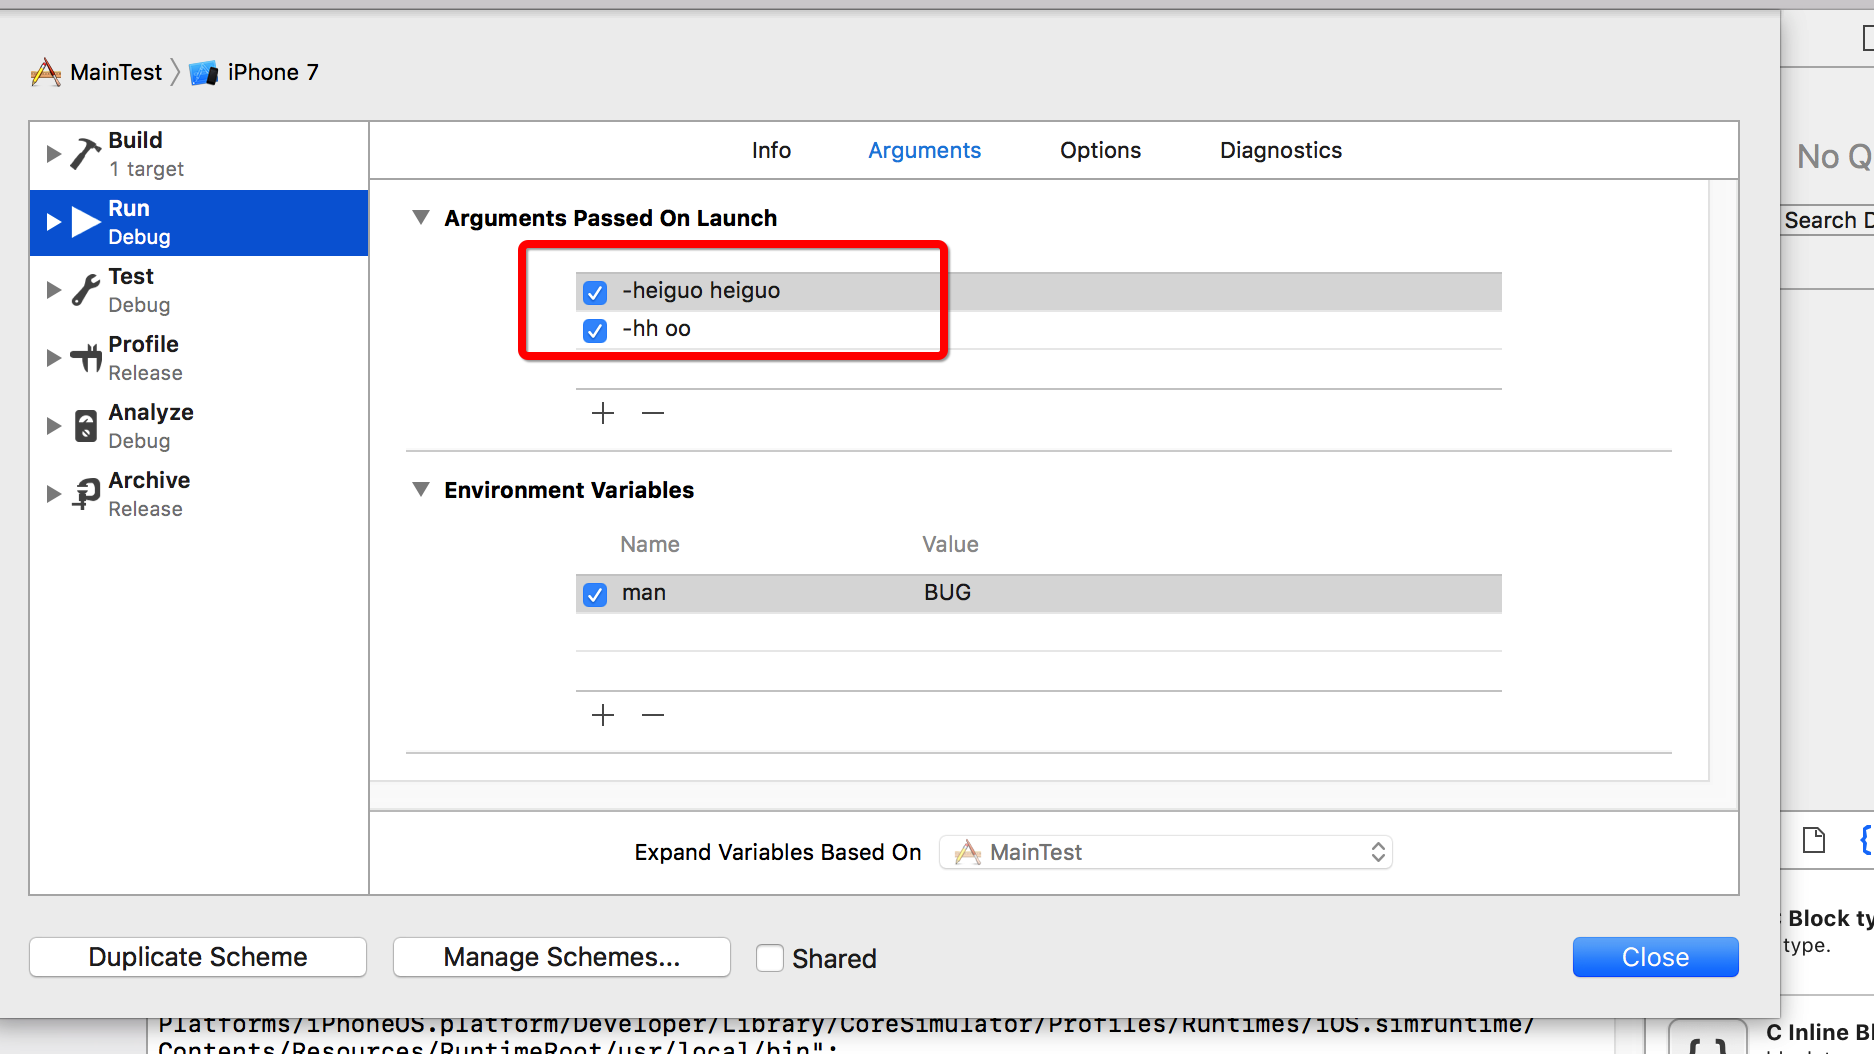 MainTest 〉 iPhone 7
Build
1 target
Run
Debug
Test
Debug
Profile
Release
Analyze
Debug
Archive
Release
Info Arguments Options Diagnostics
Arguments Passed On Launch
-heiguo heiguo
-hh oo
Environment Variables
Name Value
man BUG
Expand Variables Based On MainTest
Duplicate Scheme Manage Schemes... Shared Close
No Q
Search D
Block ty
type.
C Inline Bl
Platforms/iPhoneOS.platform/Developer/Library/CoreSimulator/Profiles/Runtimes/iOS.simruntime/
Contents/Resources/RuntimeRoot/usr/local/bin";